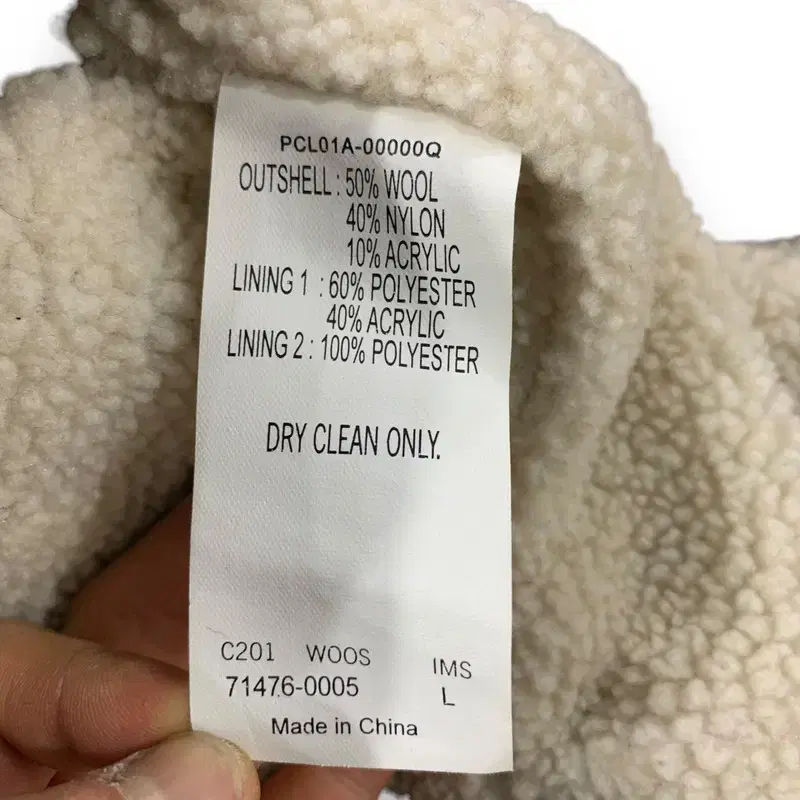 PCL01A-00000Q
OUTSHELL : 50% WOOL
40% NYLON
10% ACRYLIC
LINING 1 : 60% POLYESTER
40% ACRYLIC
LINING 2 : 100% POLYESTER
DRY CLEAN ONLY.
C201 WOOS IMS
71476-0005 L
Made in China